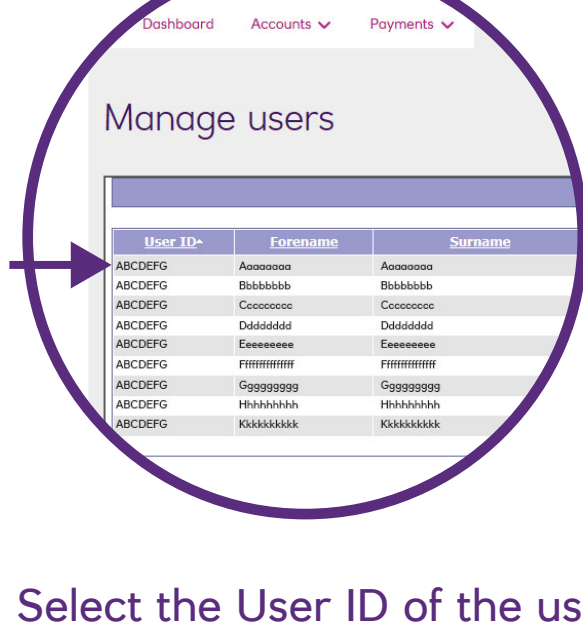 Dashboard Accounts Payments
Manage users
User ID Forename Surname
ABCDEFG Aaaaaaaa Aaaaaaaa
ABCDEFG Bbbbbbbb Bbbbbbbb
ABCDEFG Ccccccccc Ccccccccc
ABCDEFG Dddddddd Dddddddd
ABCDEFG Eeeeeeeee Eeeeeeeee
ABCDEFG Ffffffffffffff Ffffffffffffff
ABCDEFG Ggggggggg Ggggggggg
ABCDEFG Hhhhhhhhh Hhhhhhhhh
ABCDEFG Kkkkkkkkkk Kkkkkkkkkk
Select the User ID of the us